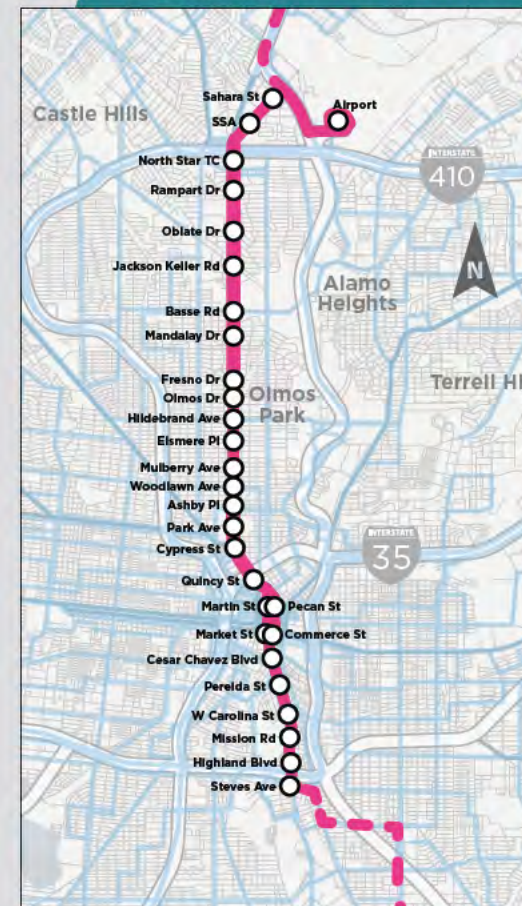 Sahara St
Airport
Castle Hills
SSA
North Star TC
INTERSTATE
410
Rampart Dr
Oblate Dr
N
Jackson Keller Rd
Alamo
Heights
Basse Rd
Mandalay Dr
Fresno Dr
Terrell Hi
Olmos Dr
Olmos
Park
Hildebrand Ave
Elsmere Pl
Mulberry Ave
Woodlawn Ave
Ashby Pl
Park Ave
INTERSTATE
35
Cypress St
Quincy St
Martin St
Pecan St
Market St
Commerce St
Cesar Chavez Blvd
Pereida St
W Carolina St
Mission Rd
Highland Blvd
Steves Ave